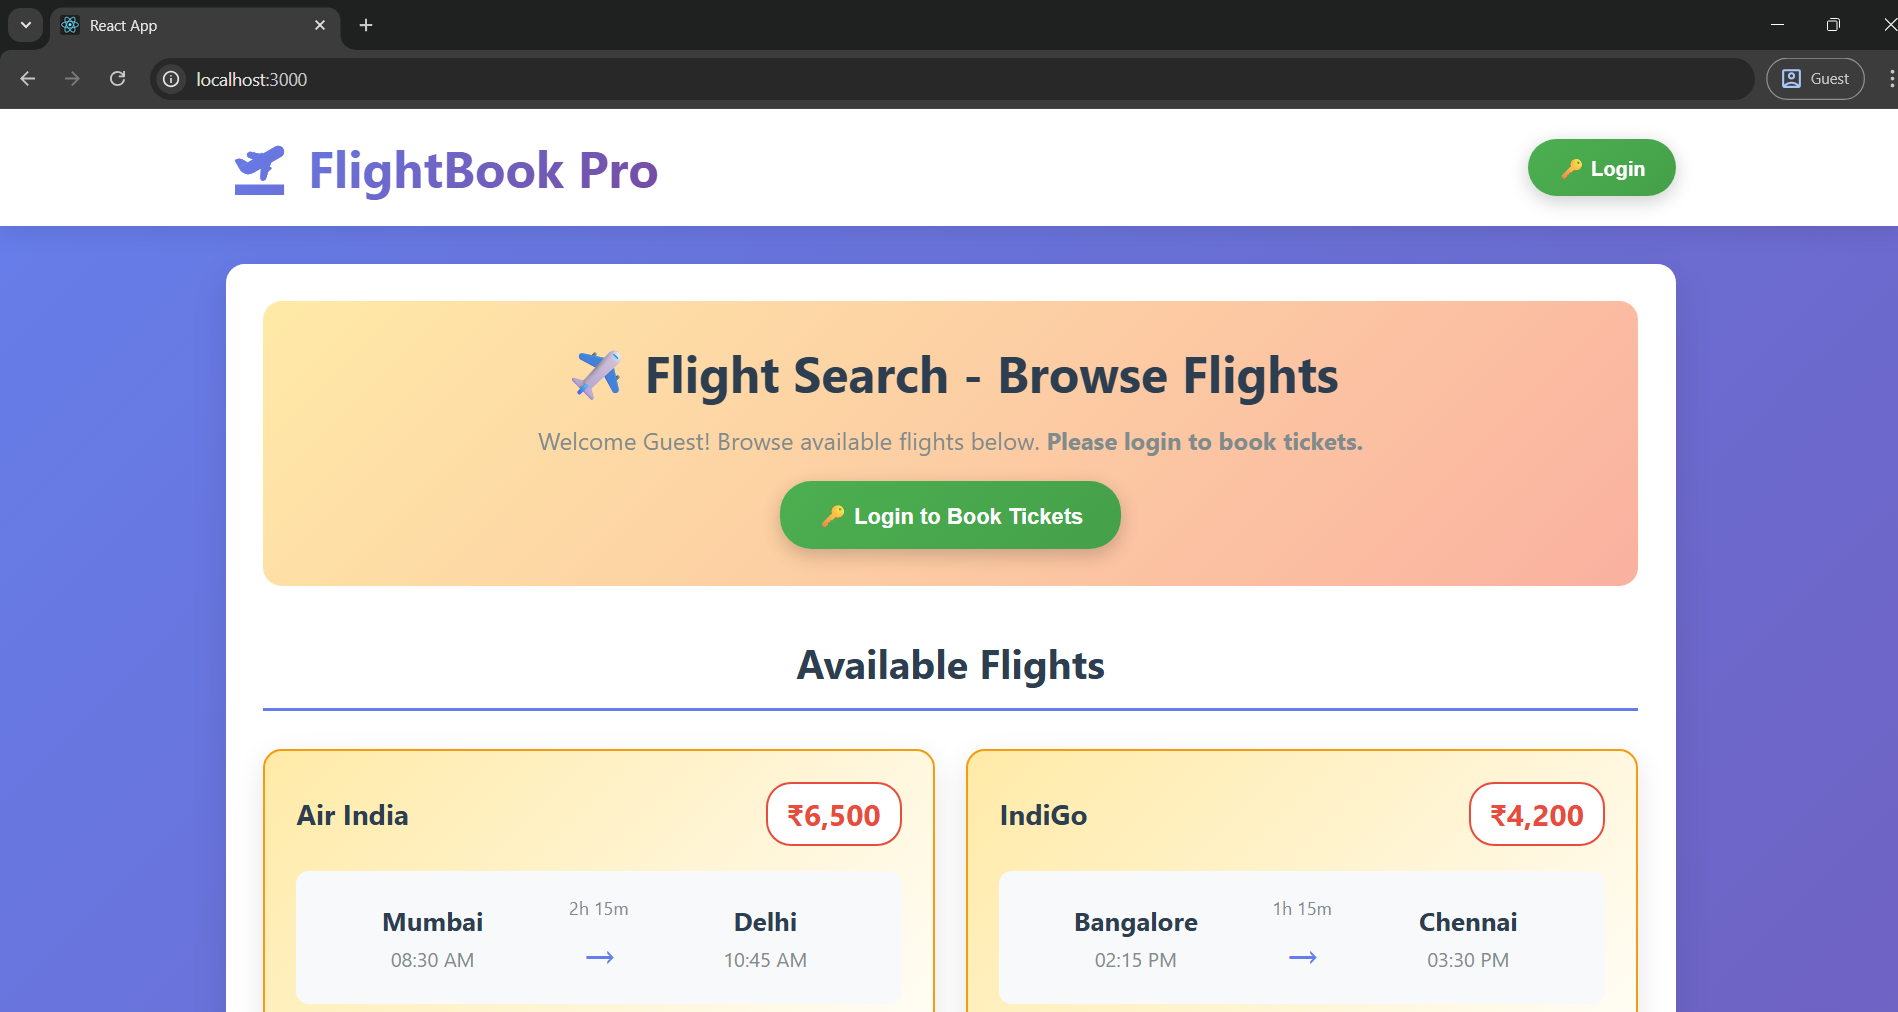 React App
localhost:3000
Guest
FlightBook Pro
🔑 Login
Flight Search - Browse Flights
Welcome Guest! Browse available flights below. Please login to book tickets.
🔑 Login to Book Tickets
Available Flights
Air India
₹6,500
Mumbai
08:30 AM
2h 15m
→
Delhi
10:45 AM
IndiGo
₹4,200
Bangalore
02:15 PM
1h 15m
→
Chennai
03:30 PM